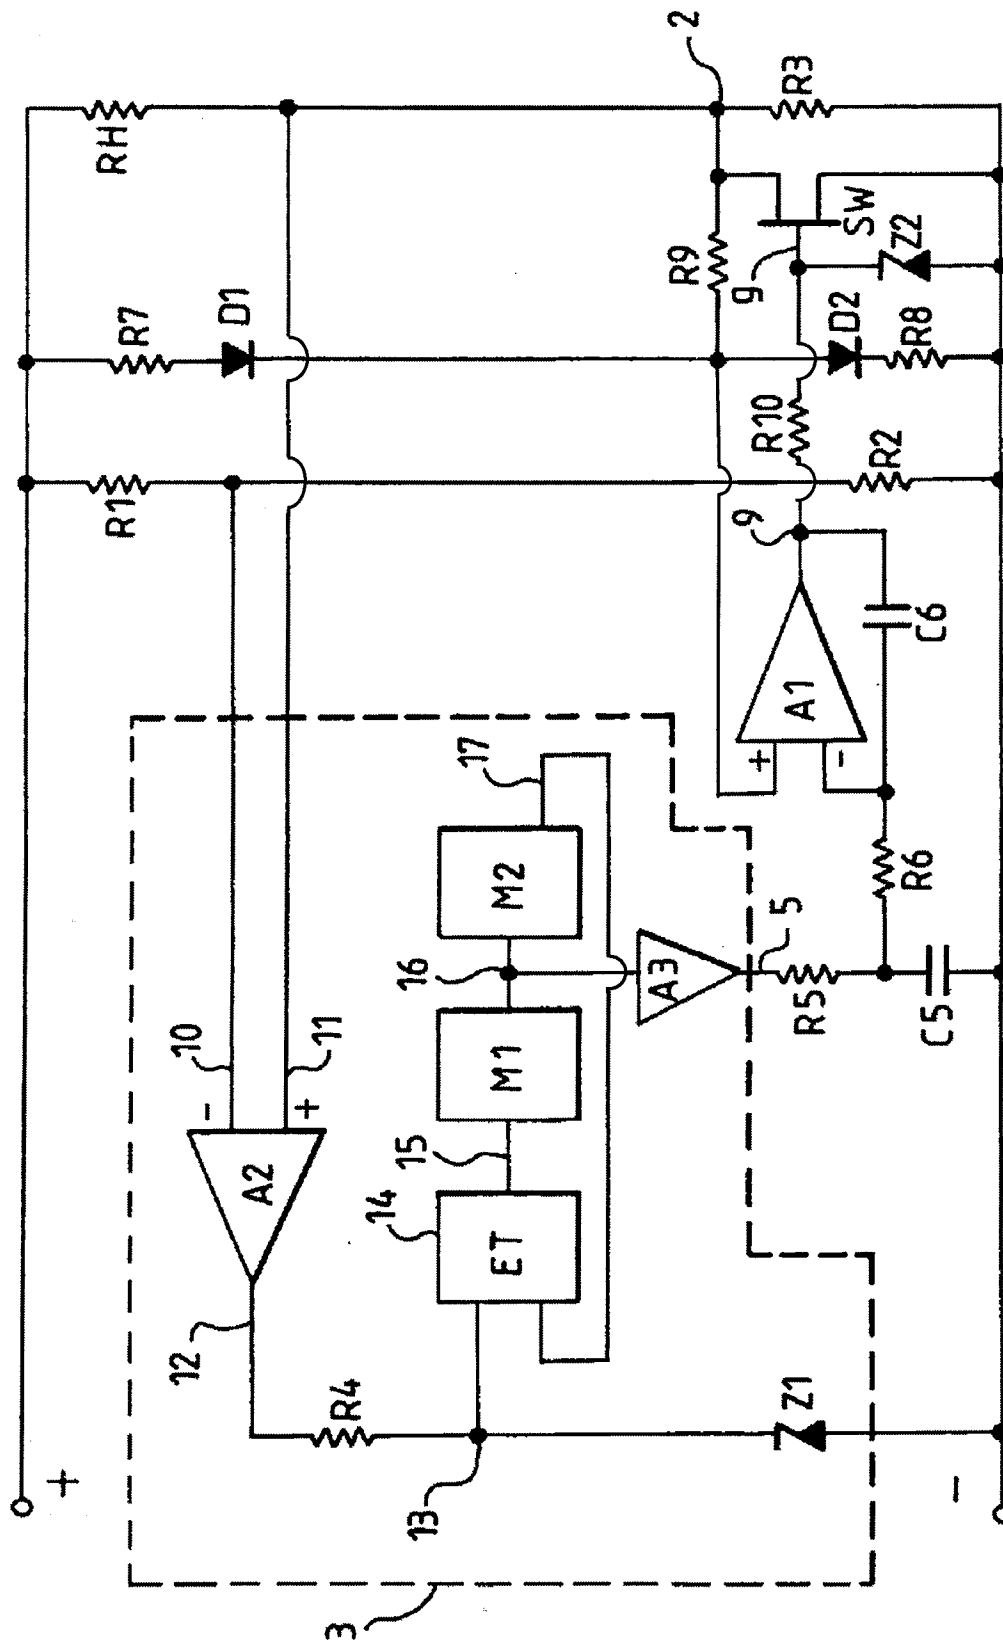 +
R1
R7
RH
D1
12
10
-
A2
+
11
3
R4
14
13
15
16
17
ET
M1
M2
A3
R9
2
9
g
R10
+
A1
-
Z1
5
R5
R3
D2
SW
R2
Z2
R8
R6
C6
C5
-